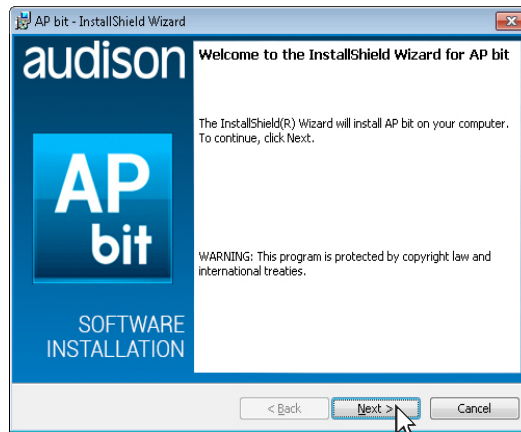 AP bit - InstallShield Wizard
audison
Welcome to the InstallShield Wizard for AP bit
The InstallShield(R) Wizard will install AP bit on your computer.
To continue, click Next.
AP
bit
WARNING: This program is protected by copyright law and
international treaties.
SOFTWARE
INSTALLATION
< Back
Next >
Cancel